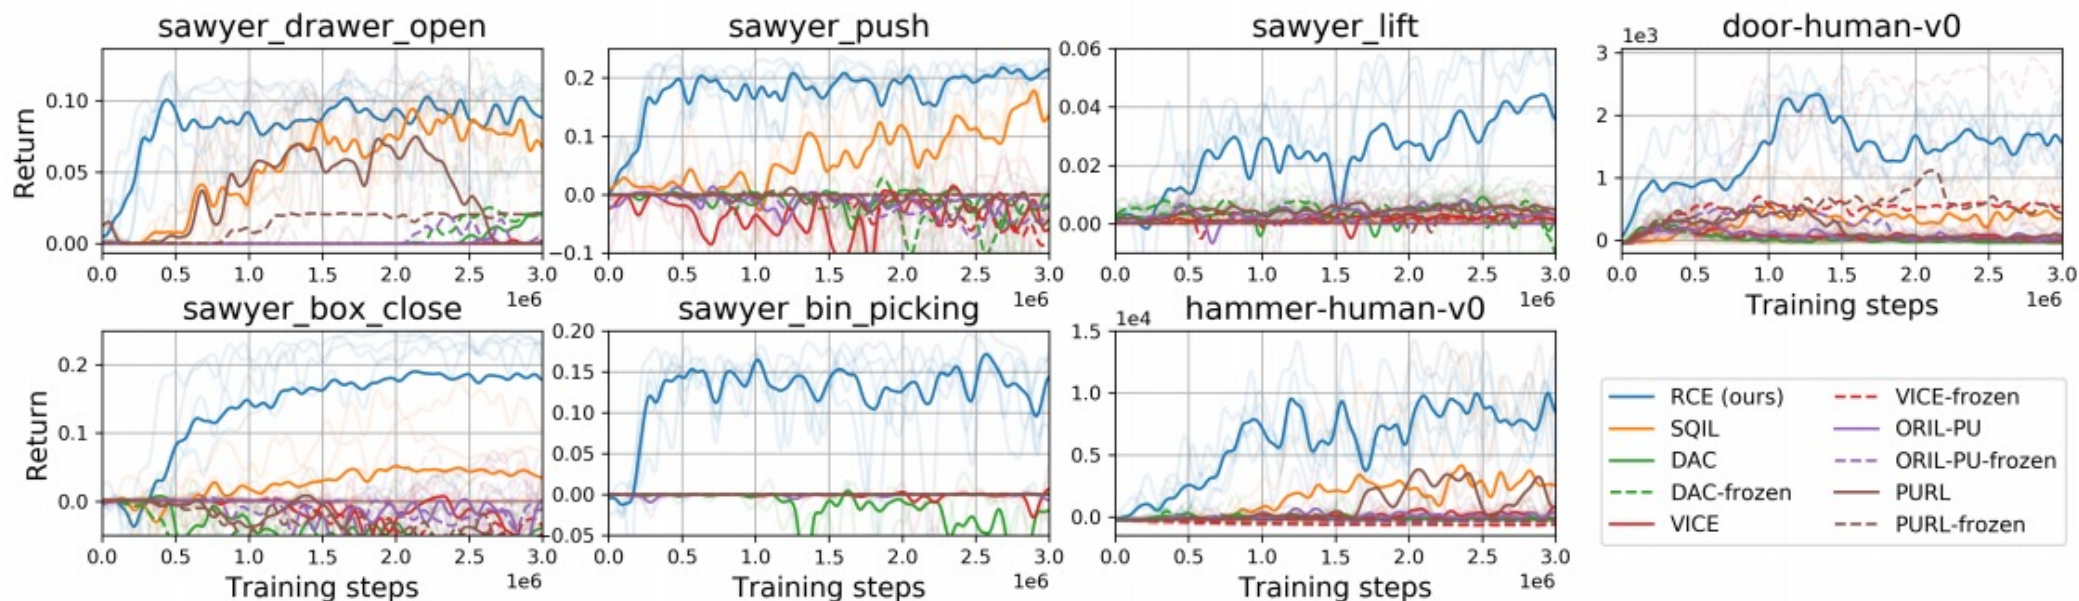 sawyer_drawer_open
Return
0.10
0.05
0.00
0.0 0.5 1.0 1.5 2.0 2.5 3.0
1e6
sawyer_push
0.2
0.1
0.0
−0.1
0.0 0.5 1.0 1.5 2.0 2.5 3.0
1e6
sawyer_lift
0.06
0.04
0.02
0.00
0.0 0.5 1.0 1.5 2.0 2.5 3.0
1e6
door-human-v0
1e3
3
2
1
0
0.0 0.5 1.0 1.5 2.0 2.5 3.0
1e6
Training steps
sawyer_box_close
Return
0.2
0.1
0.0
0.0 0.5 1.0 1.5 2.0 2.5 3.0
1e6
Training steps
sawyer_bin_picking
0.20
0.15
0.10
0.05
0.00
−0.05
0.0 0.5 1.0 1.5 2.0 2.5 3.0
1e6
Training steps
hammer-human-v0
1e4
1.5
1.0
0.5
0.0
0.0 0.5 1.0 1.5 2.0 2.5 3.0
1e6
Training steps
RCE (ours)
SQIL
DAC
DAC-frozen
VICE
VICE-frozen
ORIL-PU
ORIL-PU-frozen
PURL
PURL-frozen